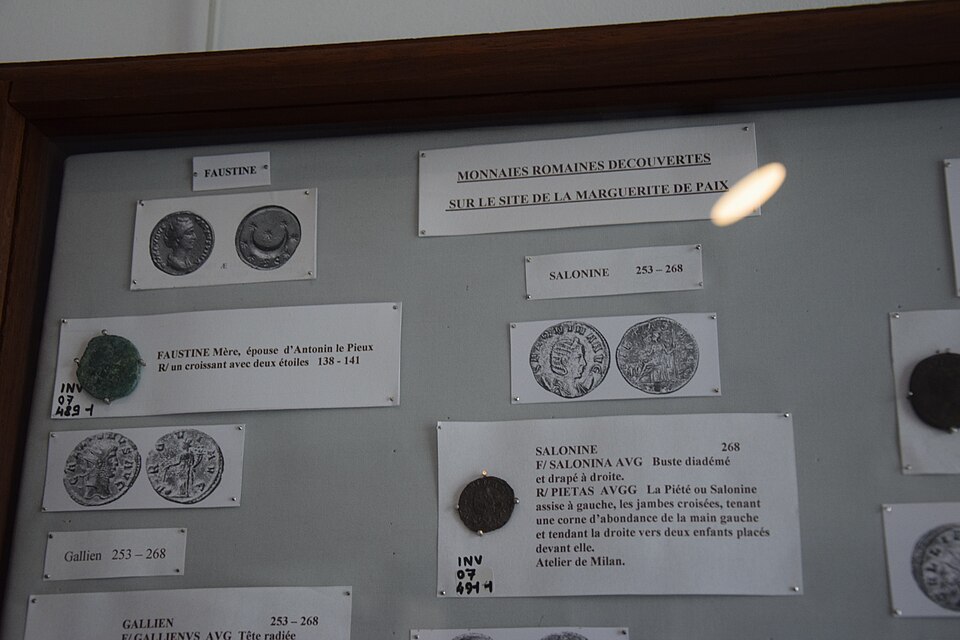 FAUSTINE
MONNAIES ROMAINES DECOUVERTES
SUR LE SITE DE LA MARGUERITE DE PAIX
SALONINE 253 – 268
Æ
FAUSTINE Mère, épouse d'Antonin le Pieux
R/ un croissant avec deux étoiles 138 - 141
INV
07
489-1
Gallien 253 – 268
SALONINE 268
F/ SALONINA AVG Buste diadémé
et drapé à droite.
R/ PIETAS AVGG La Piété ou Salonine
assise à gauche, les jambes croisées, tenant
une corne d'abondance de la main gauche
et tendant la droite vers deux enfants placés
devant elle.
Atelier de Milan.
INV
07
491-1
GALLIEN 253 – 268
F/ GALLIENVS AVG Tête radiée